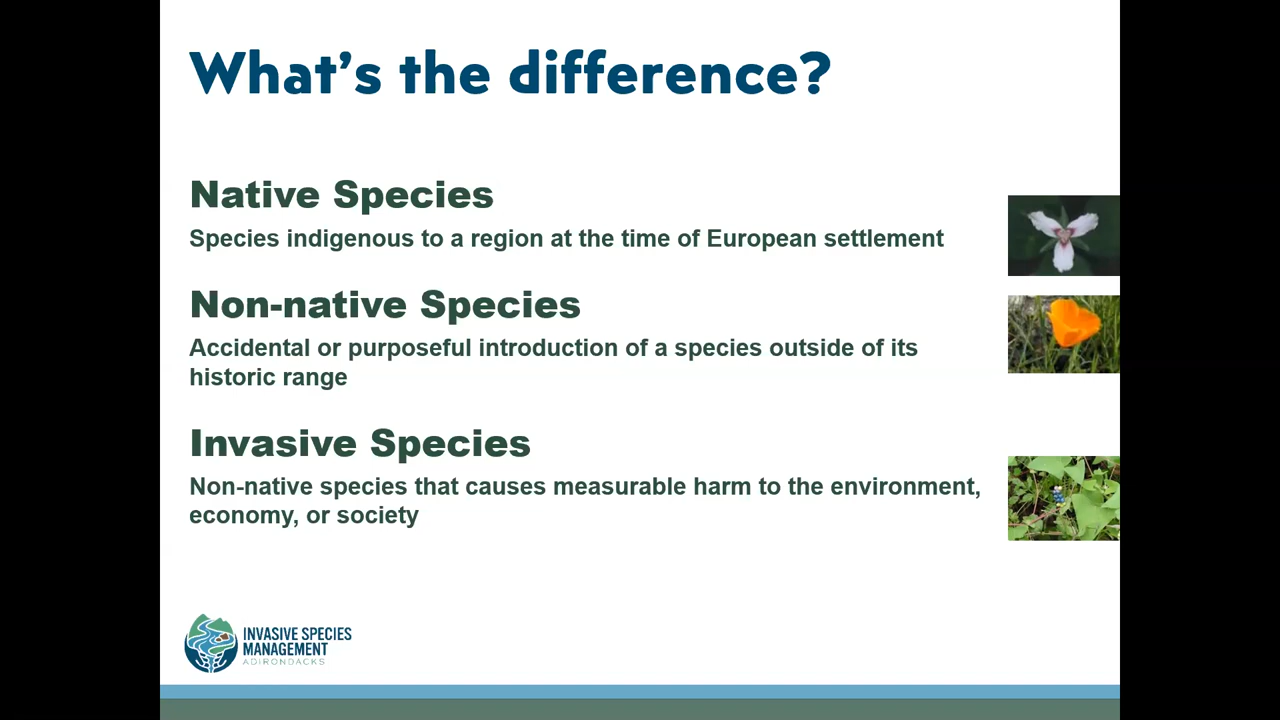 What's the difference?
Native Species
Species indigenous to a region at the time of European settlement
Non-native Species
Accidental or purposeful introduction of a species outside of its
historic range
Invasive Species
Non-native species that causes measurable harm to the environment,
economy, or society
INVASIVE SPECIES
MANAGEMENT
ADIRONDACKS